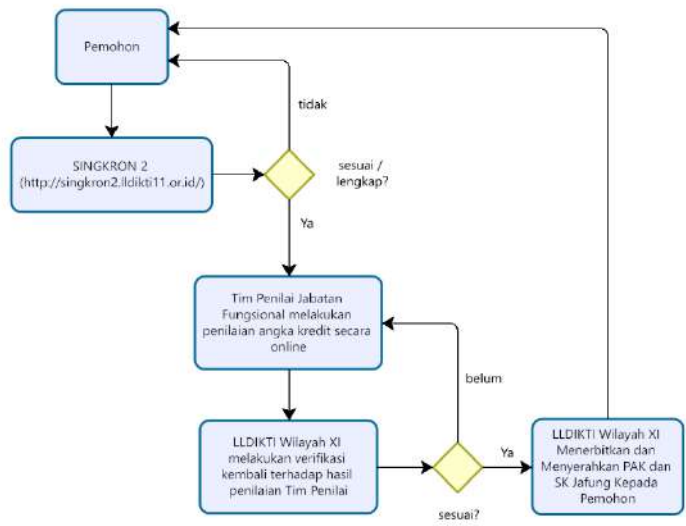 Pemohon
tidak
SINGKRON 2
(http://singkron2.lldikti11.or.id/)
sesuai /
lengkap?
Ya
Tim Penilai Jabatan
Fungsional melakukan
penilaian angka kredit secara
online
belum
LLDIKTI Wilayah XI
melakukan verifikasi
kembali terhadap hasil
penilaian Tim Penilai
Ya
LLDIKTI Wilayah XI
Menerbitkan dan
Menyerahkan PAK dan
SK Jafung Kepada
Pemohon
sesuai?